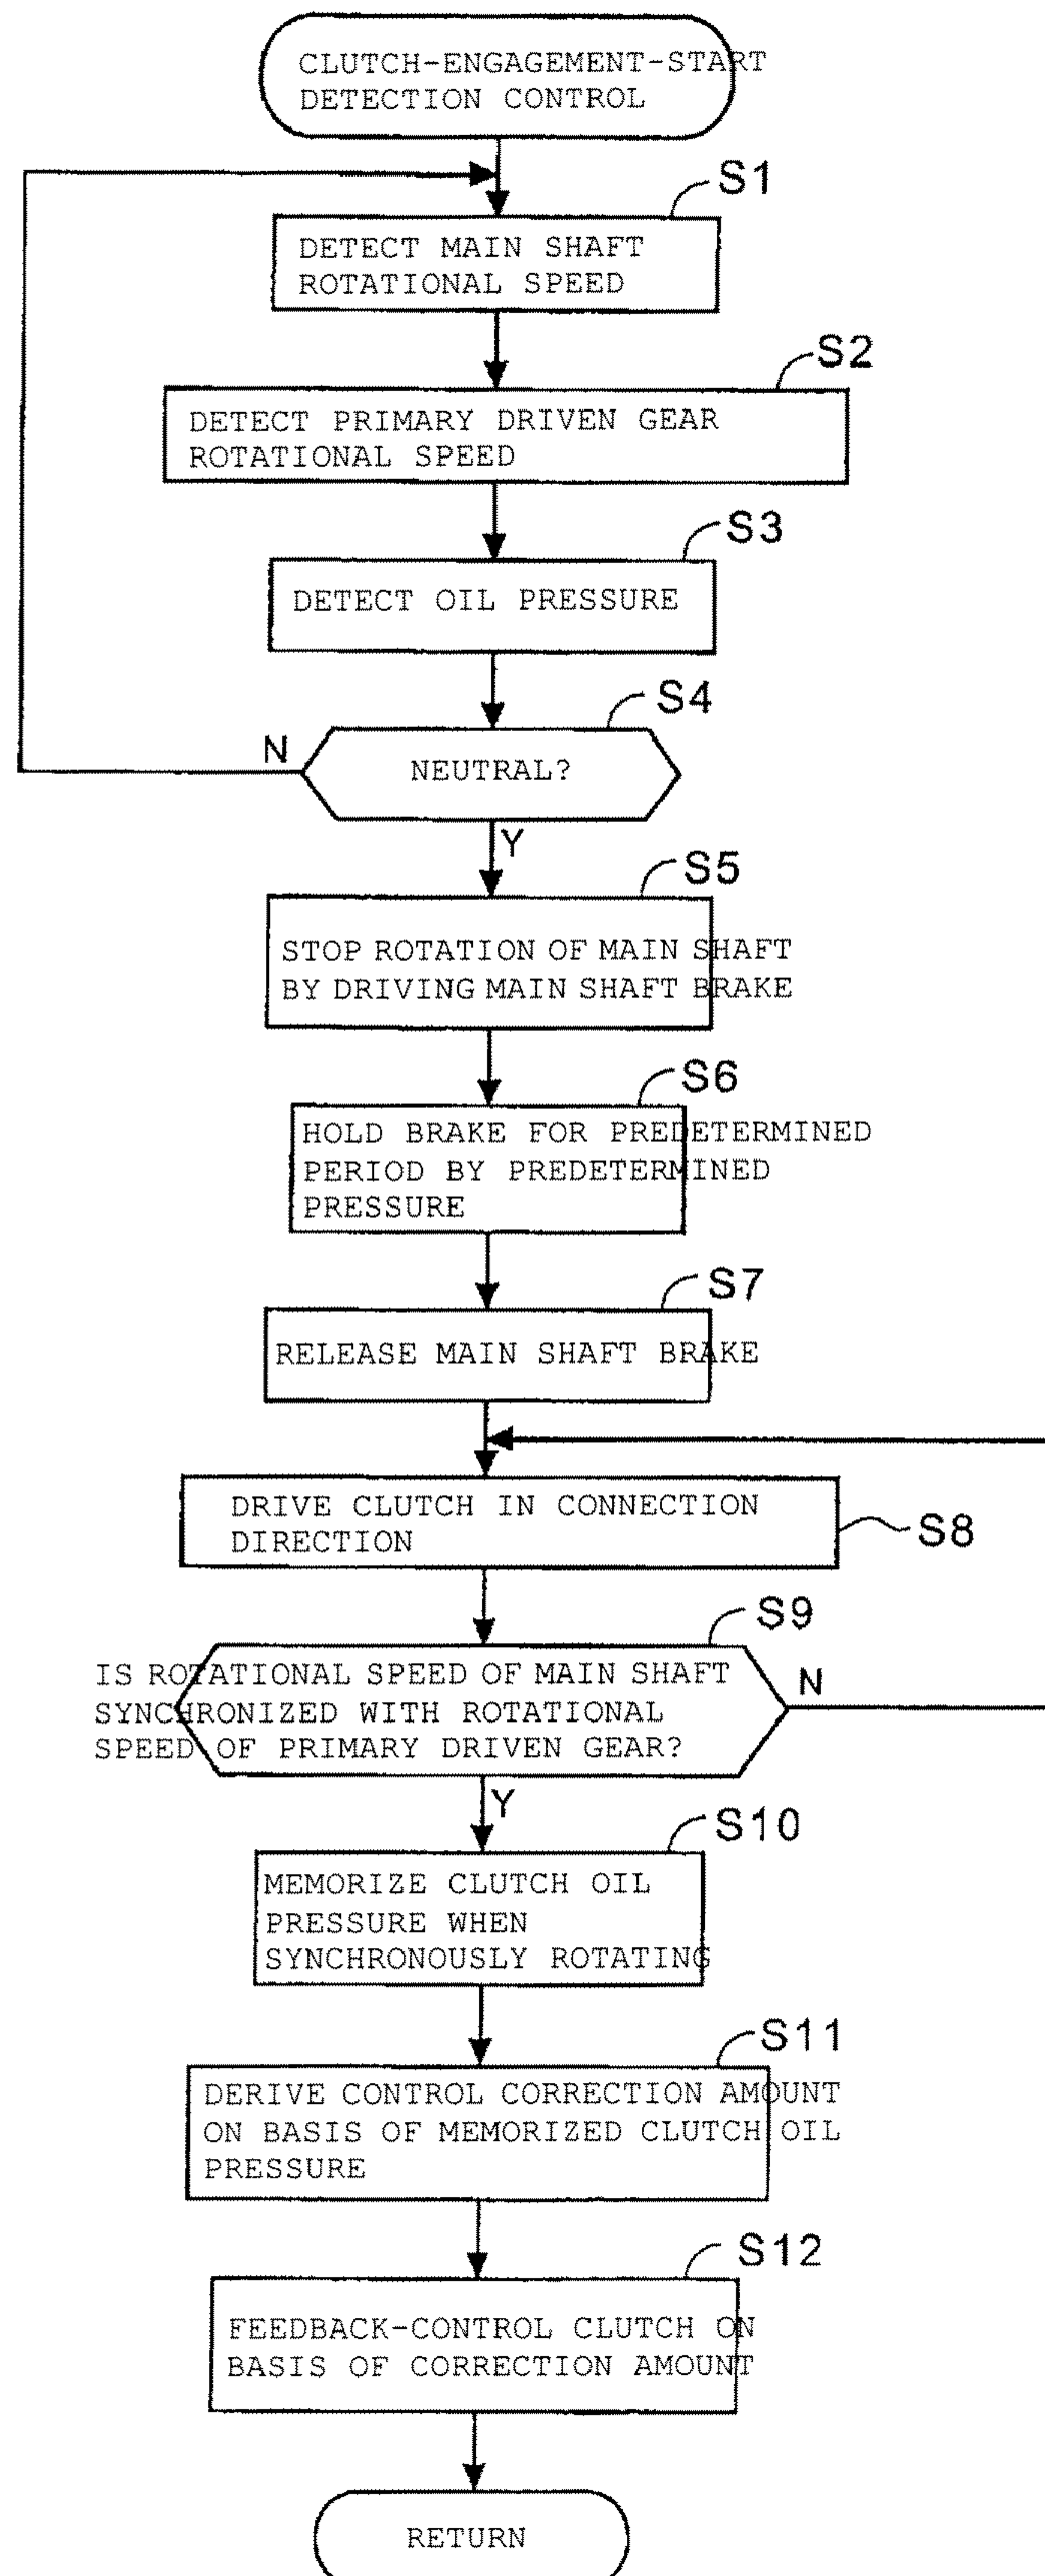 CLUTCH-ENGAGEMENT-START
DETECTION CONTROL
S1
DETECT MAIN SHAFT
ROTATIONAL SPEED
S2
DETECT PRIMARY DRIVEN GEAR
ROTATIONAL SPEED
S3
DETECT OIL PRESSURE
S4
N
NEUTRAL?
Y
S5
STOP ROTATION OF MAIN SHAFT
BY DRIVING MAIN SHAFT BRAKE
S6
HOLD BRAKE FOR PREDETERMINED
PERIOD BY PREDETERMINED
PRESSURE
S7
RELEASE MAIN SHAFT BRAKE
DRIVE CLUTCH IN CONNECTION
DIRECTION
S8
S9
IS ROTATIONAL SPEED OF MAIN SHAFT
SYNCHRONIZED WITH ROTATIONAL
SPEED OF PRIMARY DRIVEN GEAR?
N
Y
S10
MEMORIZE CLUTCH OIL
PRESSURE WHEN
SYNCHRONOUSLY ROTATING
S11
DERIVE CONTROL CORRECTION AMOUNT
ON BASIS OF MEMORIZED CLUTCH OIL
PRESSURE
S12
FEEDBACK-CONTROL CLUTCH ON
BASIS OF CORRECTION AMOUNT
RETURN